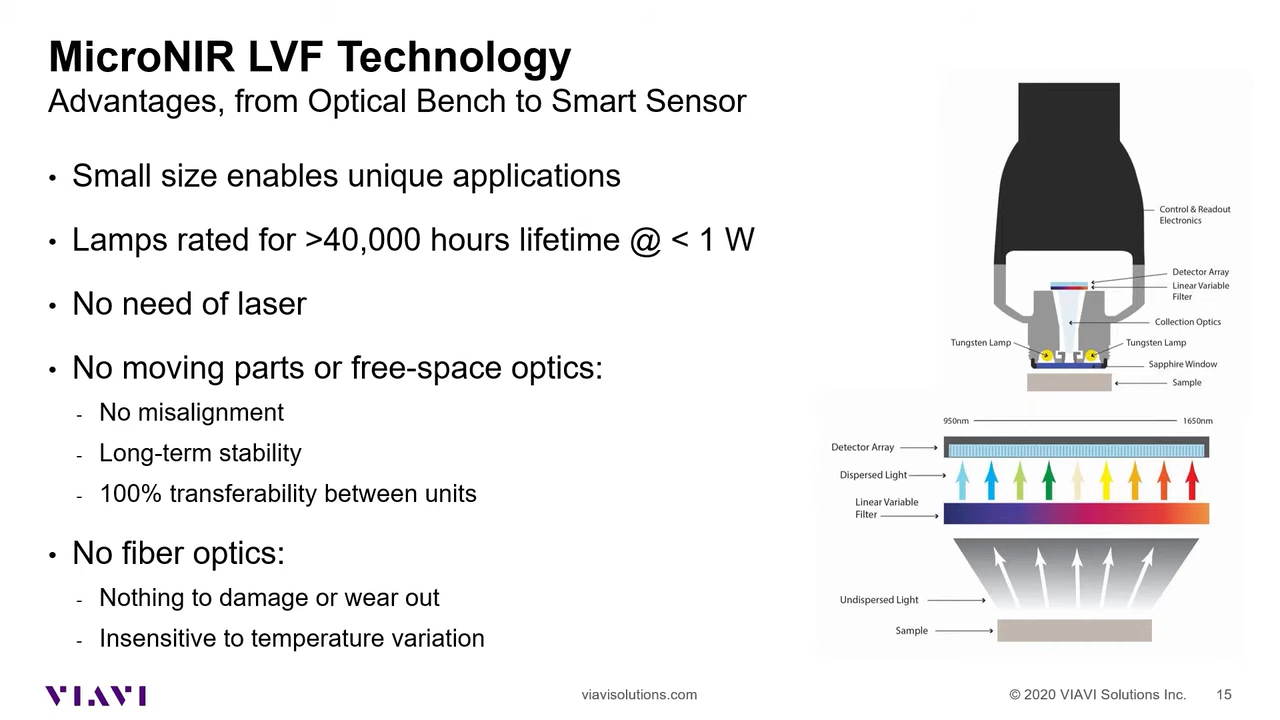 MicroNIR LVF Technology
Advantages, from Optical Bench to Smart Sensor
• Small size enables unique applications
• Lamps rated for >40,000 hours lifetime @ < 1 W
• No need of laser
• No moving parts or free-space optics:
- No misalignment
- Long-term stability
- 100% transferability between units
• No fiber optics:
- Nothing to damage or wear out
- Insensitive to temperature variation
Control & Readout
Electronics
Detector Array
Linear Variable
Filter
Collection Optics
Tungsten Lamp
Tungsten Lamp
Sapphire Window
Sample
950nm
1650nm
Detector Array
Dispersed Light
Linear Variable
Filter
Undispersed Light
Sample
VIAVI
viavisolutions.com
© 2020 VIAVI Solutions Inc.
15